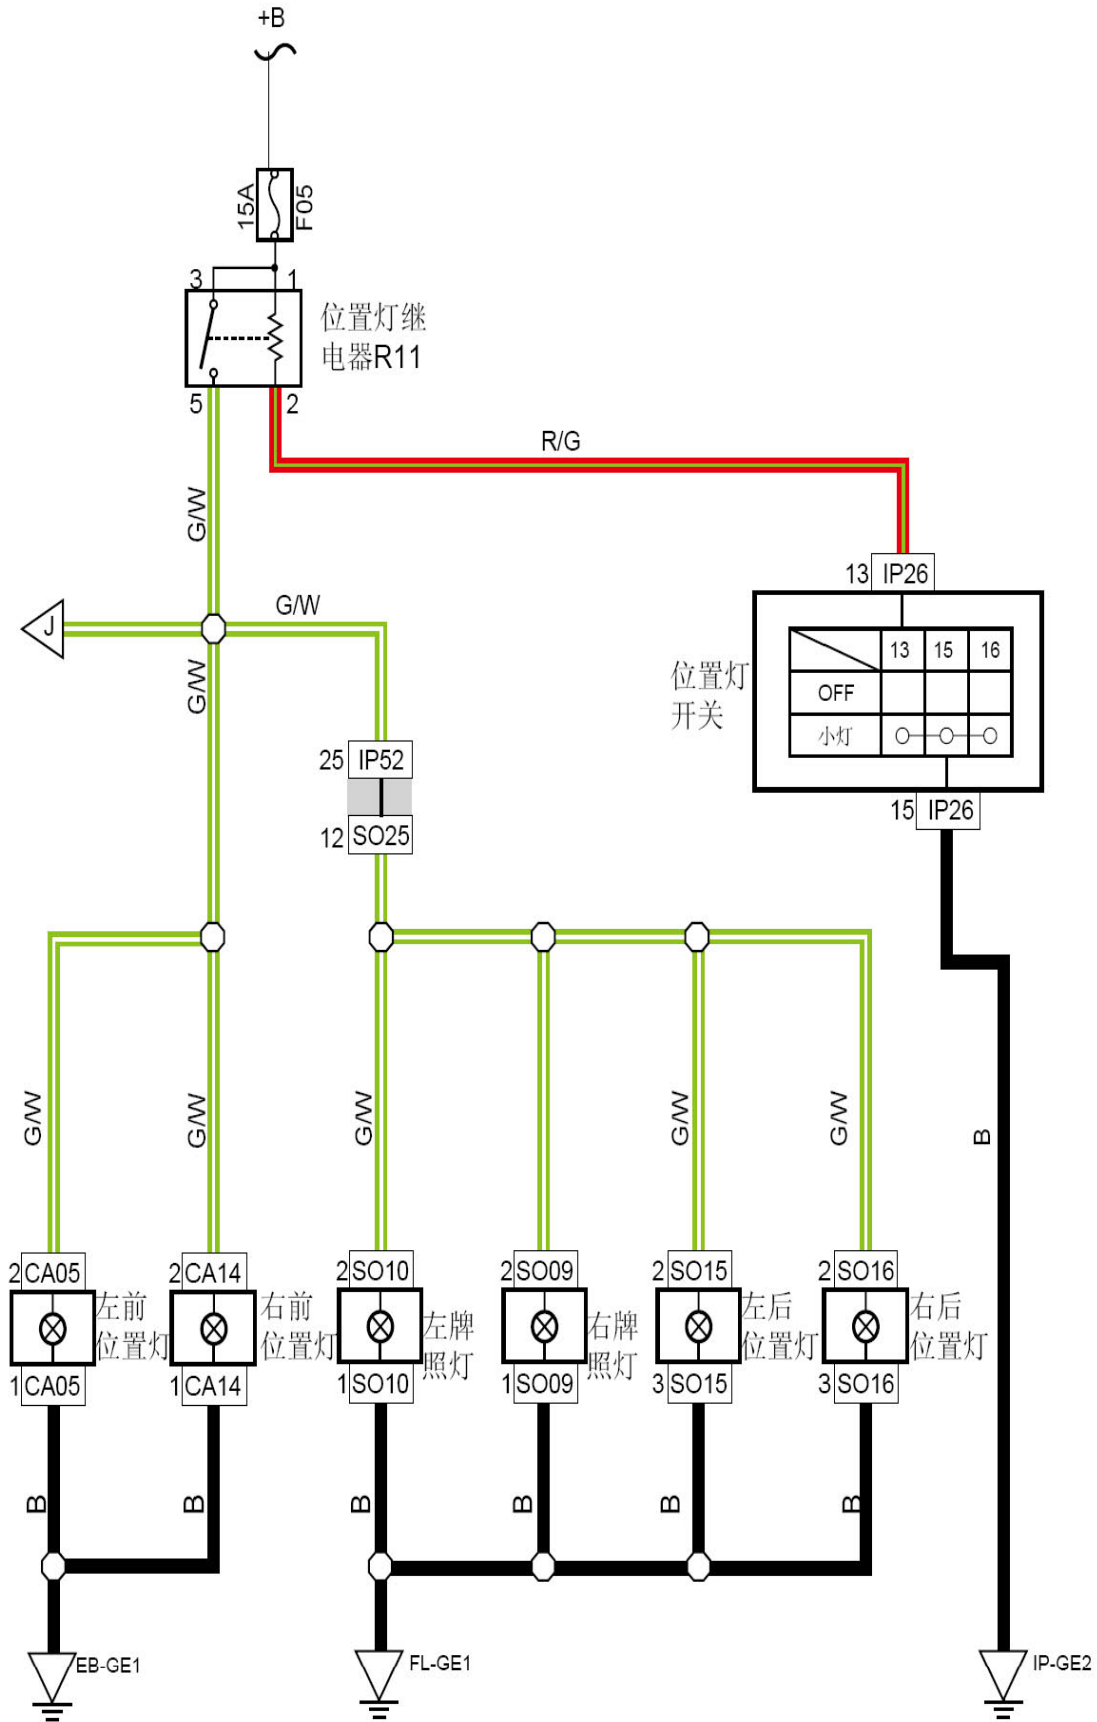 +B
15A
F05
3
1
位置灯继
电器R11
5
2
R/G
G/W
13
IP26
G/W
J
G/W
13
15
16
位置灯
开关
OFF
小灯
25
IP52
15
IP26
12
SO25
G/W
G/W
G/W
G/W
G/W
B
2
CA05
2
CA14
2
SO10
2
SO09
2
SO15
2
SO16
左前
位置灯
右前
位置灯
左牌
照灯
右牌
照灯
左后
位置灯
右后
位置灯
1
CA05
1
CA14
1
SO10
1
SO09
3
SO15
3
SO16
B
B
B
B
B
B
EB-GE1
FL-GE1
IP-GE2